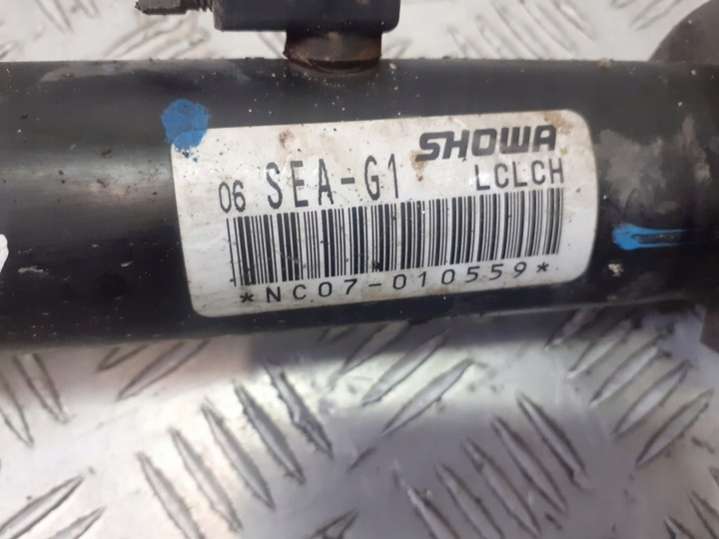 SHOWA
06 SEA-G1 LCLCH
*NC07-010559*